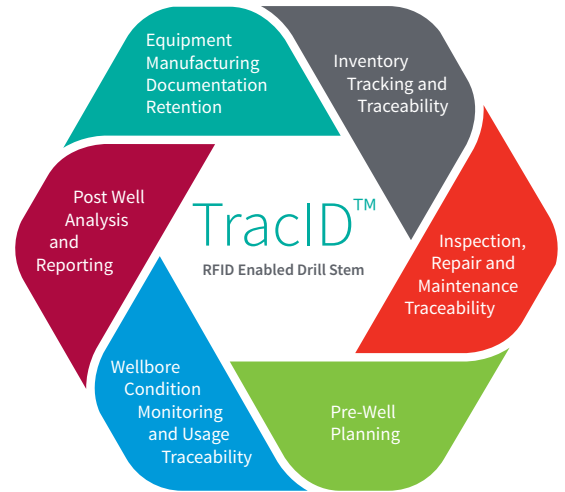 Equipment
Manufacturing
Documentation
Retention
Inventory
Tracking and
Traceability
Inspection,
Repair and
Maintenance
Traceability
Pre-Well
Planning
Wellbore
Condition
Monitoring
and Usage
Traceability
Post Well
Analysis
and
Reporting
TracID™
RFID Enabled Drill Stem